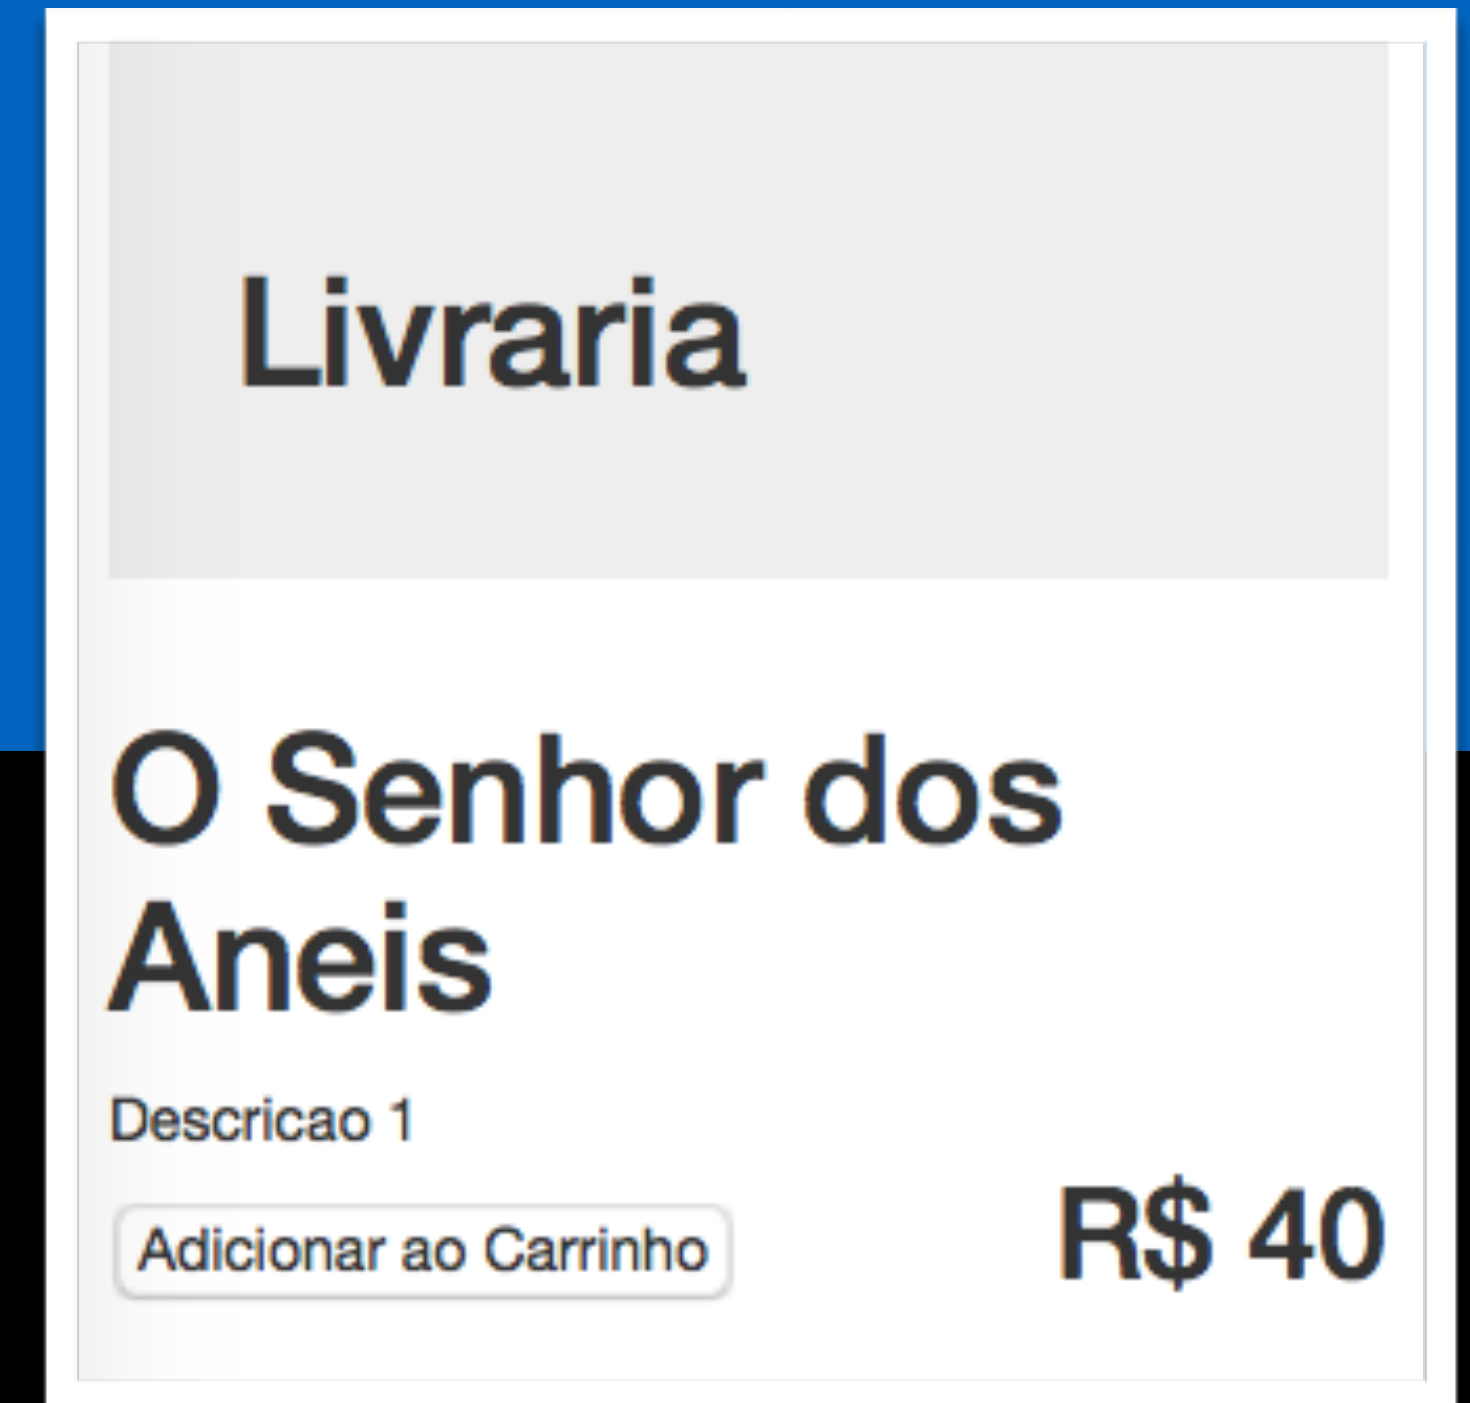 Livraria
O Senhor dos
Aneis
Descricao 1
Adicionar ao Carrinho
R$ 40